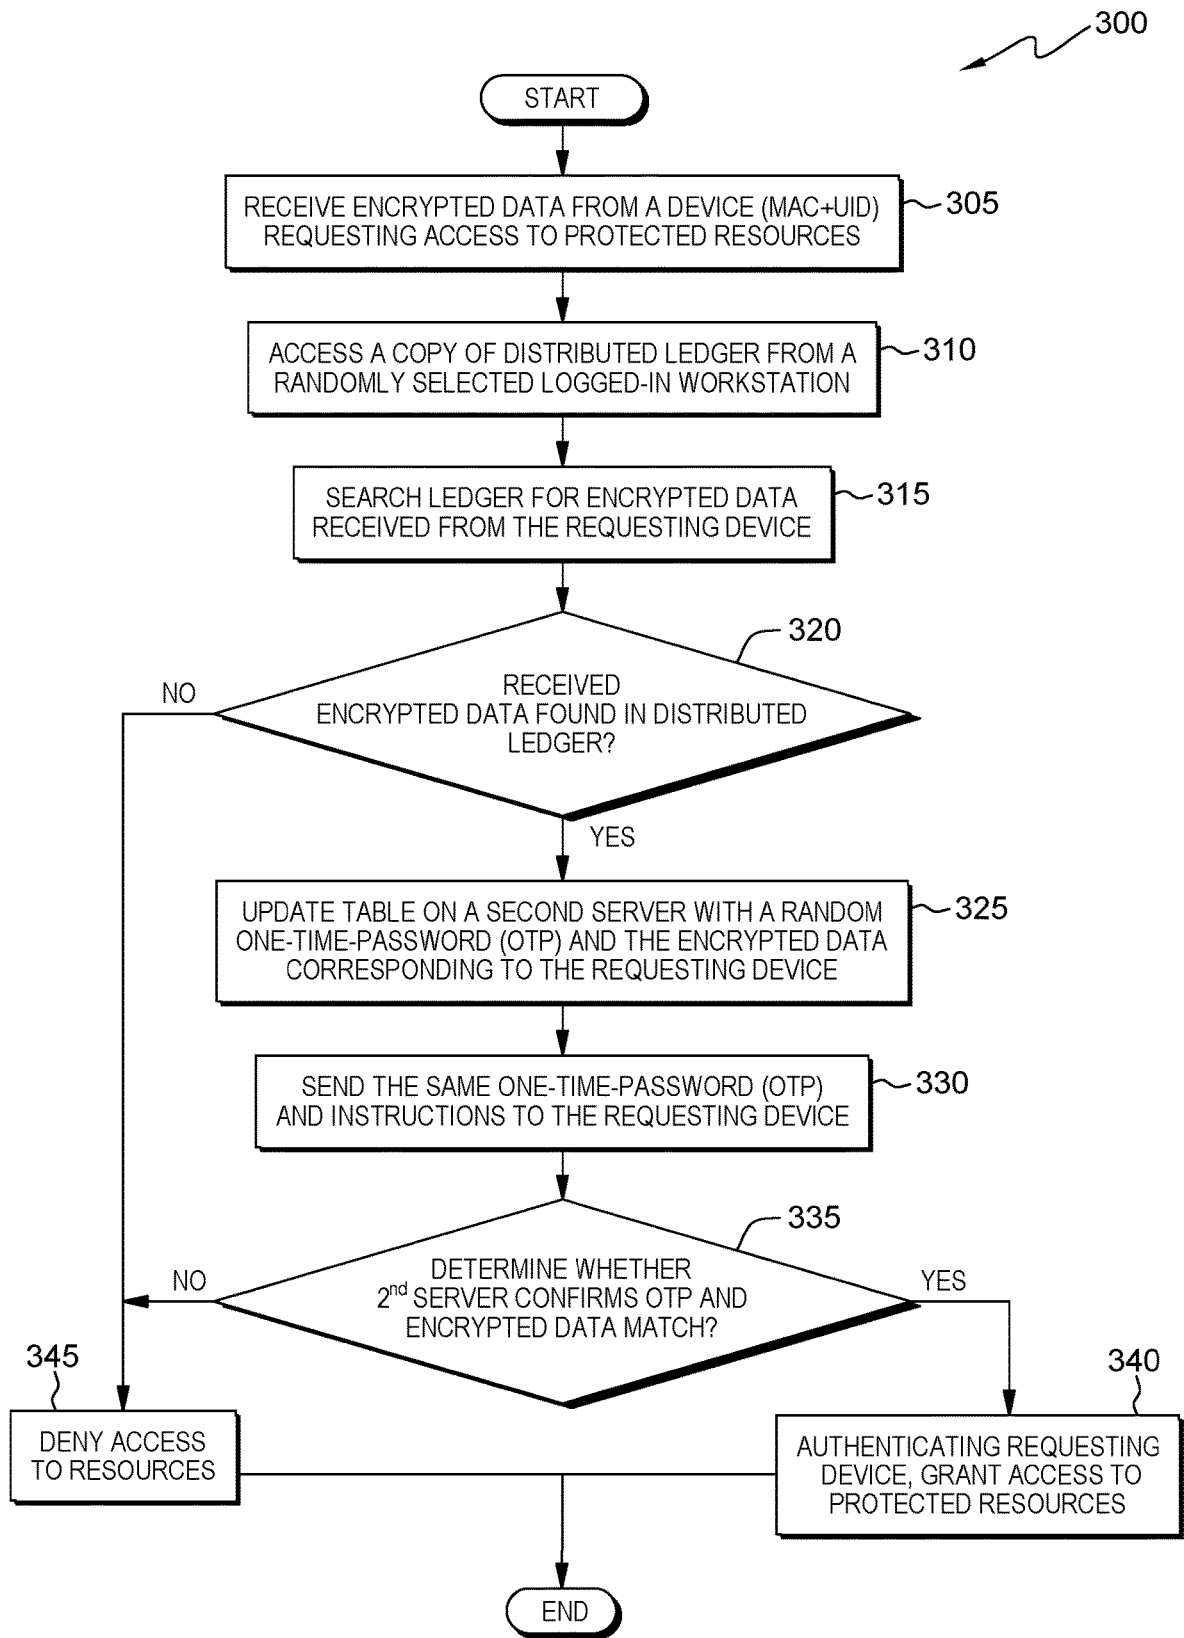 300
START
RECEIVE ENCRYPTED DATA FROM A DEVICE (MAC+UID)
REQUESTING ACCESS TO PROTECTED RESOURCES
305
ACCESS A COPY OF DISTRIBUTED LEDGER FROM A
RANDOMLY SELECTED LOGGED-IN WORKSTATION
310
SEARCH LEDGER FOR ENCRYPTED DATA
RECEIVED FROM THE REQUESTING DEVICE
315
320
NO
RECEIVED
ENCRYPTED DATA FOUND IN DISTRIBUTED
LEDGER?
YES
UPDATE TABLE ON A SECOND SERVER WITH A RANDOM
ONE-TIME-PASSWORD (OTP) AND THE ENCRYPTED DATA
CORRESPONDING TO THE REQUESTING DEVICE
325
SEND THE SAME ONE-TIME-PASSWORD (OTP)
AND INSTRUCTIONS TO THE REQUESTING DEVICE
330
335
NO
DETERMINE WHETHER
2nd SERVER CONFIRMS OTP AND
ENCRYPTED DATA MATCH?
YES
345
DENY ACCESS
TO RESOURCES
340
AUTHENTICATING REQUESTING
DEVICE, GRANT ACCESS TO
PROTECTED RESOURCES
END